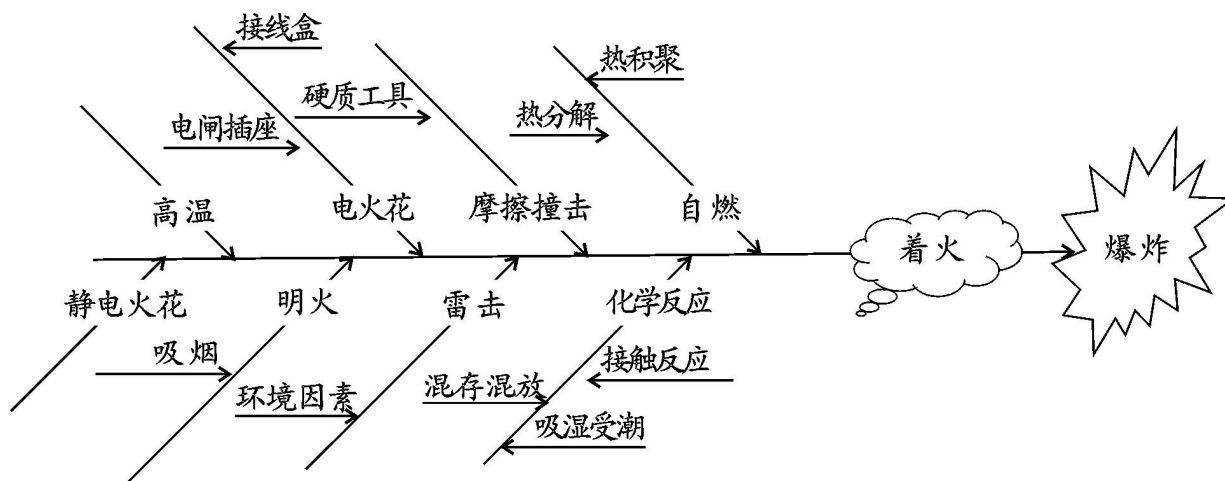 接线盒
热积聚
硬质工具
热分解
电闸插座
高温
电火花
摩擦撞击
自燃
着火
爆炸
静电火花
明火
雷击
化学反应
吸烟
接触反应
环境因素
混存混放
吸湿受潮